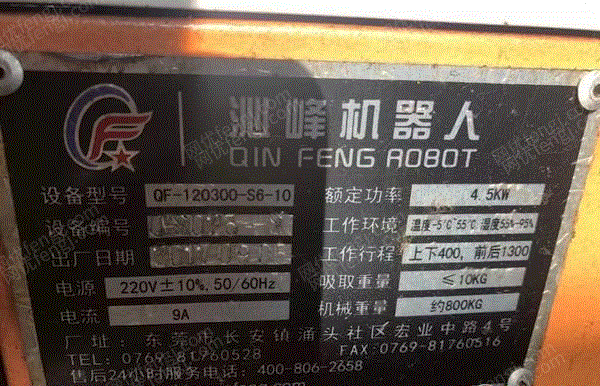 沁峰机器人
QIN FENG ROBOT
设备型号 QF-120300-S6-10
额定功率 4.5KW
设备编号
工作环境 温度-5℃ 55℃ 湿度55%-95%
出厂日期
工作行程 上下400, 前后1300
电源 220V±10%, 50/60Hz
吸取重量 ≤10KG
电流 9A
机械重量 约800KG
厂址: 东莞市长安镇涌头社区宏业中路4号
TEL: 0769-81760528 FAX:0769-81760516
售后24小时服务电话: 400-806-2658